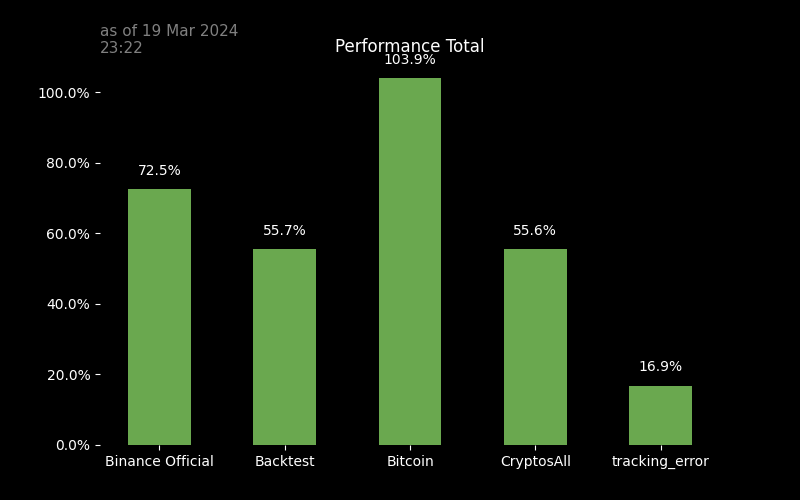 as of 19 Mar 2024
23:22
Performance Total
103.9%
100.0%
72.5%
80.0%
55.7%
55.6%
60.0%
40.0%
16.9%
20.0%
0.0%
Binance Official
Backtest
Bitcoin
CryptosAll
tracking_error